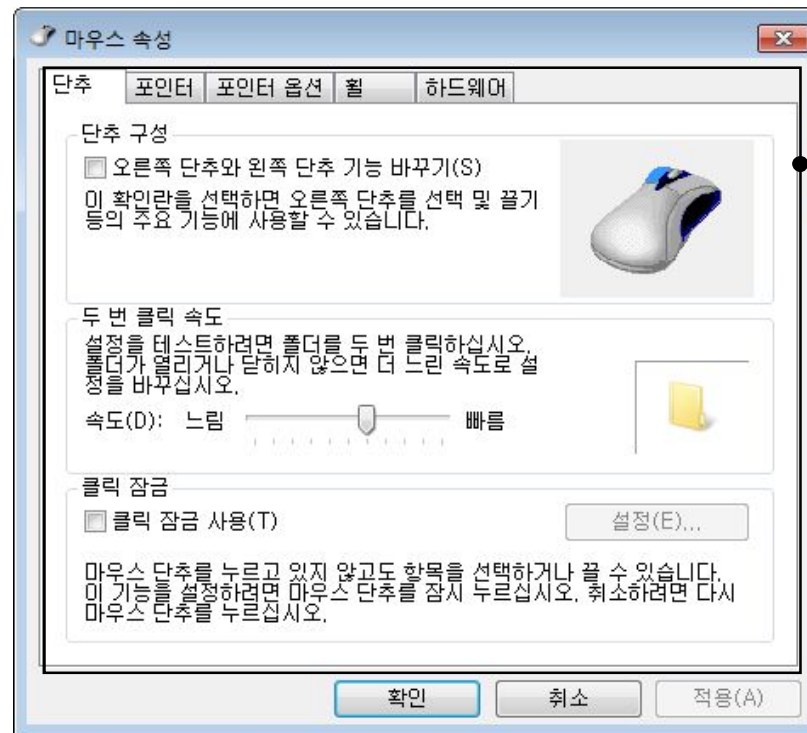 마우스 속성
단추 포인터 포인터 옵션 휠 하드웨어
단추 구성
오른쪽 단추와 왼쪽 단추 기능 바꾸기(S)
이 확인란을 선택하면 오른쪽 단추를 선택 및 끌기
등의 주요 기능에 사용할 수 있습니다.
두 번 클릭 속도
설정을 테스트하려면 폴더를 두 번 클릭하십시오.
폴더가 열리거나 닫히지 않으면 더 느린 속도로 설
정을 바꾸십시오.
속도(D): 느림 빠름
클릭 잠금
클릭 잠금 사용(T) 설정(E)...
마우스 단추를 누르고 있지 않고도 항목을 선택하거나 끌 수 있습니다.
이 기능을 설정하려면 마우스 단추를 잠시 누르십시오. 취소하려면 다시
마우스 단추를 누르십시오.
확인 취소 적용(A)